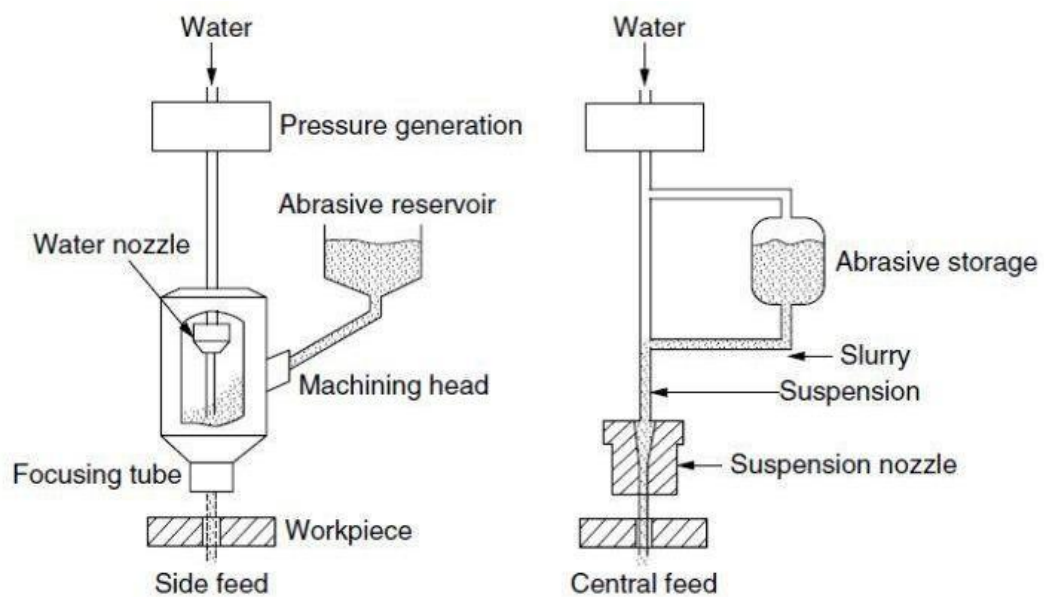 Water
Pressure generation
Abrasive reservoir
Water nozzle
Machining head
Focusing tube
Workpiece
Side feed
Water
Abrasive storage
Slurry
Suspension
Suspension nozzle
Central feed